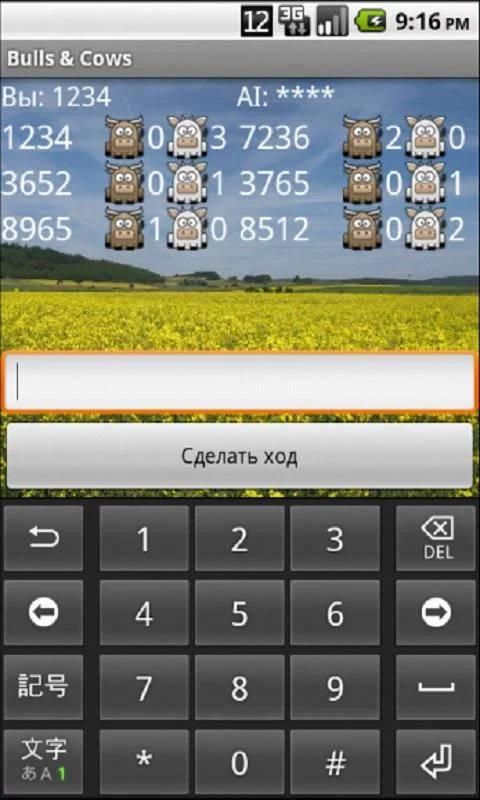 12 3G 9:16 PM
Bulls & Cows
Вы: 1234 AI: ****
1234 0 3 7236 2 0
3652 0 1 3765 0 1
8965 1 0 8512 0 2
Сделать ход
1 2 3 DEL
4 5 6
記号 7 8 9
文字 あA1 * 0 #